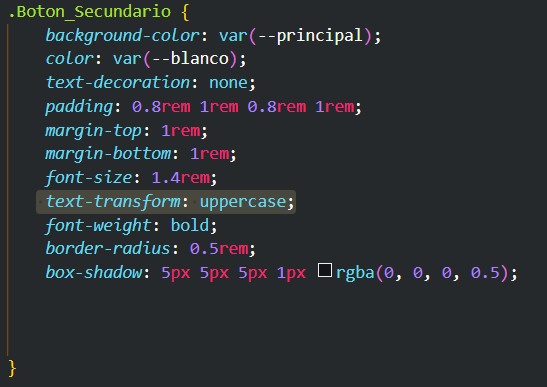 .Boton_Secundario {
background-color: var(--principal);
color: var(--blanco);
text-decoration: none;
padding: 0.8rem 1rem 0.8rem 1rem;
margin-top: 1rem;
margin-bottom: 1rem;
font-size: 1.4rem;
text-transform: uppercase;
font-weight: bold;
border-radius: 0.5rem;
box-shadow: 5px 5px 5px 1px rgba(0, 0, 0, 0.5);
}